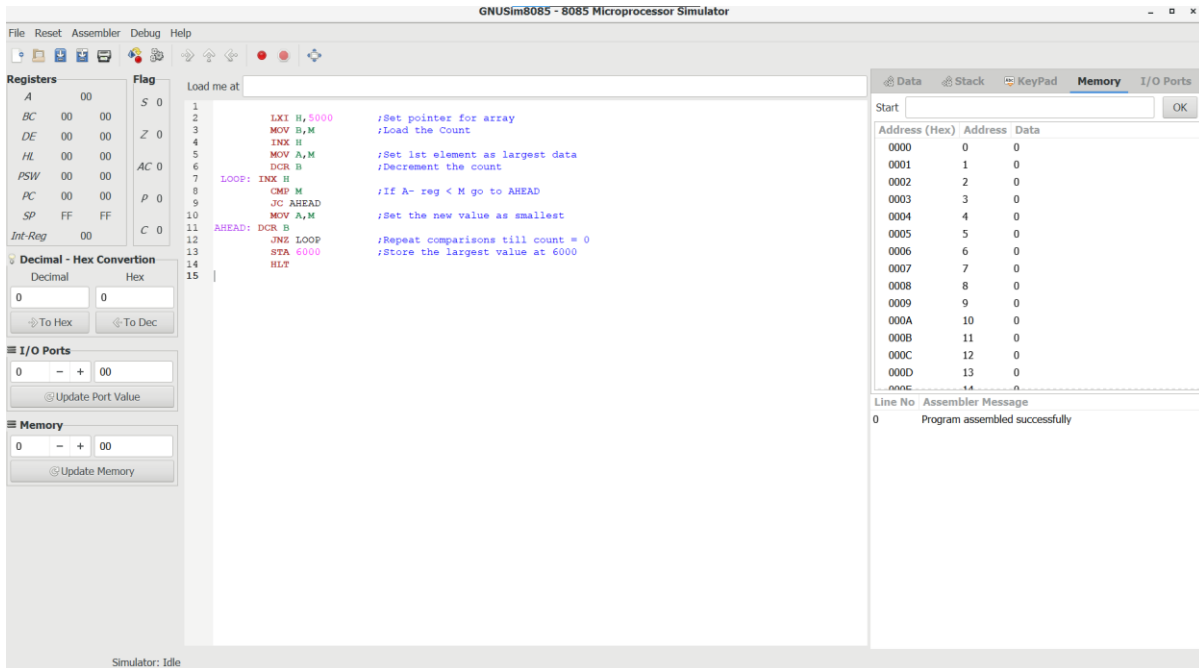 GNUSim8085 - 8085 Microprocessor Simulator
File Reset Assembler Debug Help
Registers
A 00
BC 00 00
DE 00 00
HL 00 00
PSW 00 00
PC 00 00
SP FF FF
Int-Reg 00
Flag
S 0
Z 0
AC 0
P 0
C 0
Decimal - Hex Convertion
Decimal Hex
0 0
To Hex To Dec
I/O Ports
0 - + 00
Update Port Value
Memory
0 - + 00
Update Memory
Load me at
1
2 LXI H,5000 ;Set pointer for array
3 MOV B,M ;Load the Count
4 INX H
5 MOV A,M ;Set 1st element as largest data
6 DCR B ;Decrement the count
7 LOOP: INX H
8 CMP M ;If A- reg < M go to AHEAD
9 JC AHEAD
10 MOV A,M ;Set the new value as smallest
11 AHEAD: DCR B
12 JNZ LOOP ;Repeat comparisons till count = 0
13 STA 6000 ;Store the largest value at 6000
14 HLT
15
Data Stack KeyPad Memory I/O Ports
Start OK
Address (Hex) Address Data
0000 0 0
0001 1 0
0002 2 0
0003 3 0
0004 4 0
0005 5 0
0006 6 0
0007 7 0
0008 8 0
0009 9 0
000A 10 0
000B 11 0
000C 12 0
000D 13 0
000E 14 0
Line No Assembler Message
0 Program assembled successfully
Simulator: Idle